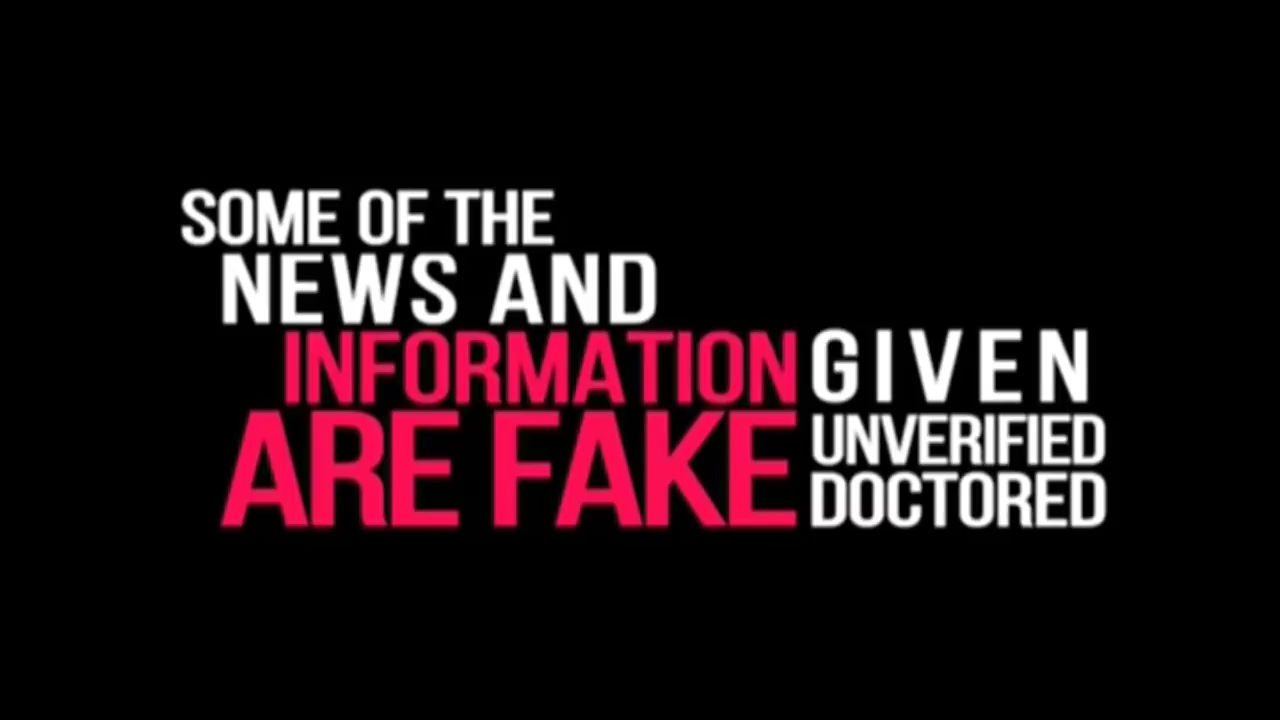 SOME OF THE
NEWS AND
INFORMATION GIVEN
ARE FAKE UNVERIFIED
DOCTORED